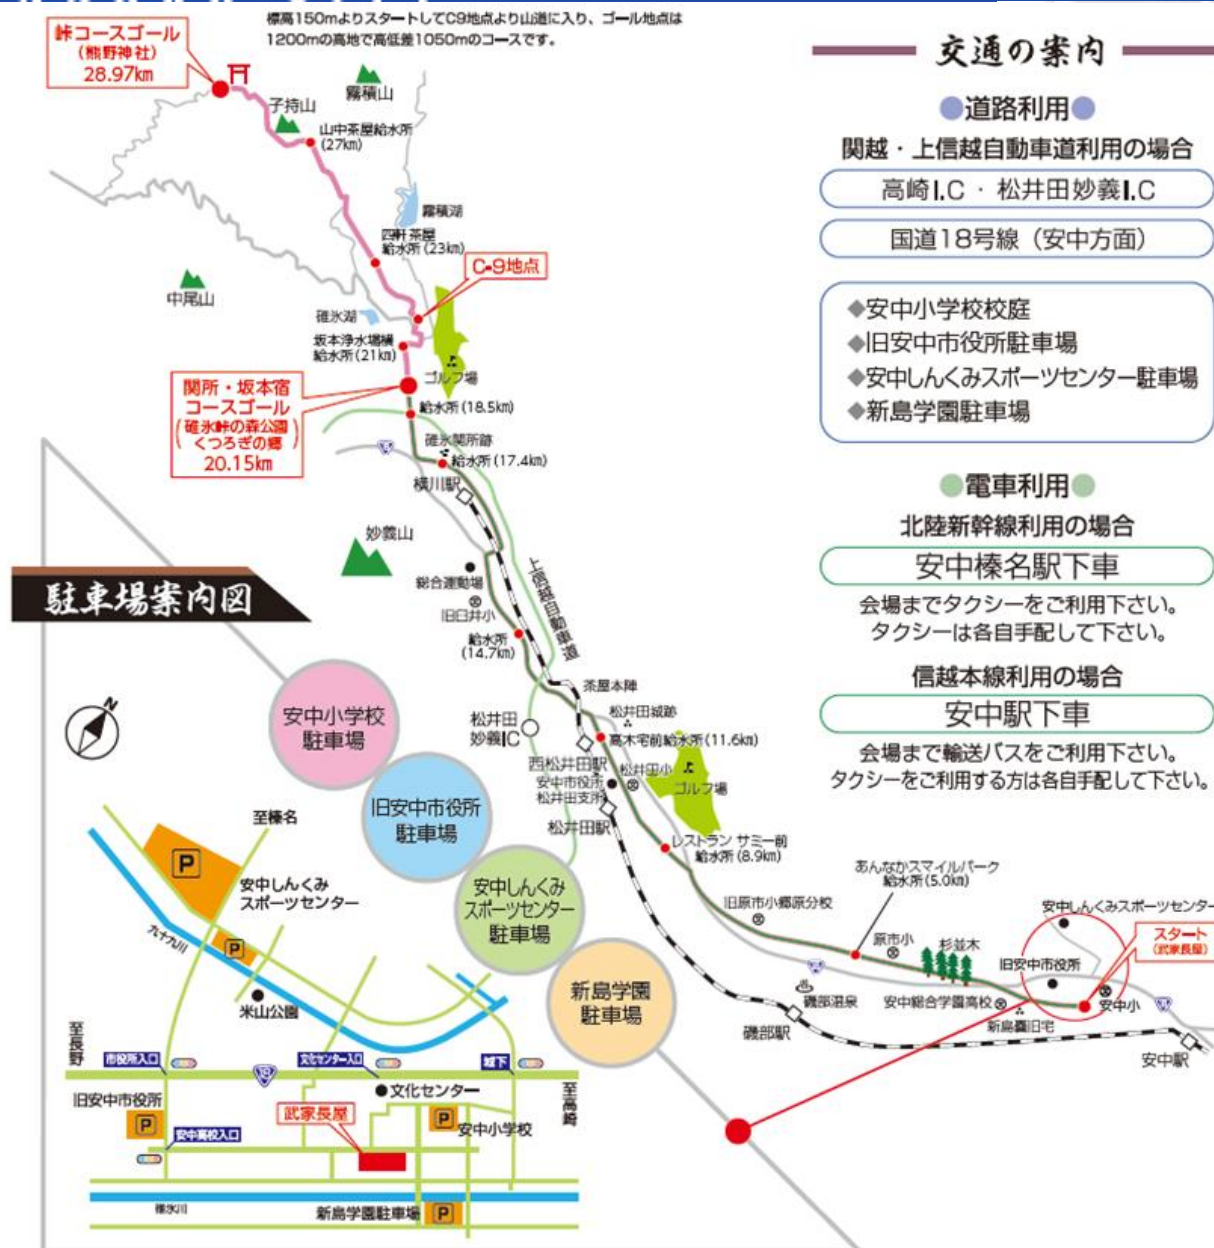 標高150mよりスタートしてC9地点より山道に入り、ゴール地点は
1200mの高地で高低差1050mのコースです。
峠コースゴール
(熊野神社)
28.97km
子持山
霧積山
山中茶屋給水所
(27km)
霧積湖
四軒茶屋
給水所(23km)
C-9地点
中尾山
碓氷湖
坂本浄水場横
給水所(21km)
ゴルフ場
関所・坂本宿
コースゴール
(碓氷峠の森公園
くつろぎの郷)
20.15km
給水所(18.5km)
碓氷関所跡
給水所(17.4km)
横川駅
妙義山
総合運動場
旧臼井小
給水所
(14.7km)
上信越自動車道
茶屋本陣
松井田城跡
松井田
妙義IC
高木宅前給水所(11.6km)
西松井田駅
松井田小
安中市役所
松井田支所
ゴルフ場
松井田駅
レストラン サミー前
給水所(8.9km)
あんなかスマイルパーク
給水所(5.0km)
旧原市小郷原分校
原市小
杉並木
安中しんくみスポーツセンター
スタート
(武家長屋)
旧安中市役所
磯部温泉
安中総合学園高校
安中小
新島襄旧宅
磯部駅
安中駅
交通の案内
道路利用
関越・上信越自動車道利用の場合
高崎I.C・松井田妙義I.C
国道18号線(安中方面)
◆安中小学校校庭
◆旧安中市役所駐車場
◆安中しんくみスポーツセンター駐車場
◆新島学園駐車場
電車利用
北陸新幹線利用の場合
安中榛名駅下車
会場までタクシーをご利用下さい。
タクシーは各自手配して下さい。
信越本線利用の場合
安中駅下車
会場まで輸送バスをご利用下さい。
タクシーをご利用する方は各自手配して下さい。
駐車場案内図
安中小学校
駐車場
旧安中市役所
駐車場
安中しんくみ
スポーツセンター
駐車場
新島学園
駐車場
N
至榛名
P
安中しんくみ
スポーツセンター
九十九川
P
米山公園
至長野
市役所入口
文化センター入口
城下
18
文化センター
至高崎
旧安中市役所
P
武家長屋
P
安中小学校
安中高校入口
碓氷川
新島学園駐車場
P